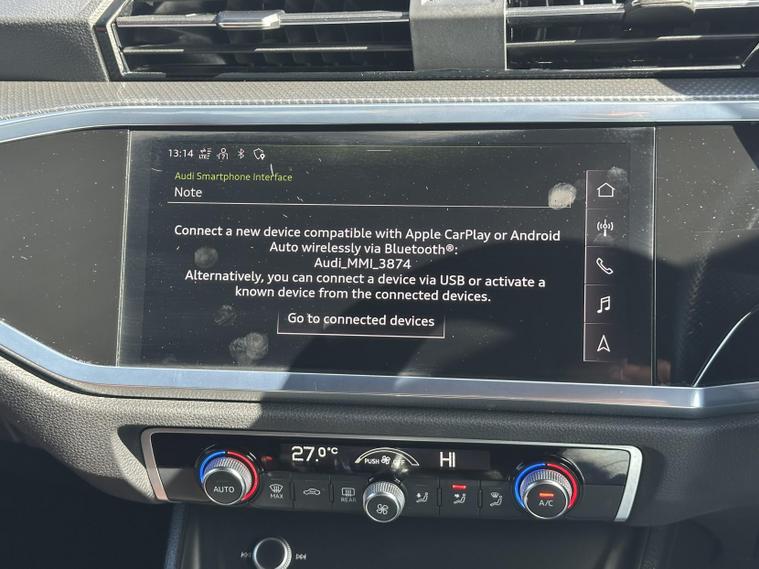 13:14
Audi Smartphone Interface
Note
Connect a new device compatible with Apple CarPlay or Android
Auto wirelessly via Bluetooth®:
Audi_MMI_3874
Alternatively, you can connect a device via USB or activate a
known device from the connected devices.
Go to connected devices
27.0°C
PUSH OFF
HI
AUTO
MAX
REAR
A/C